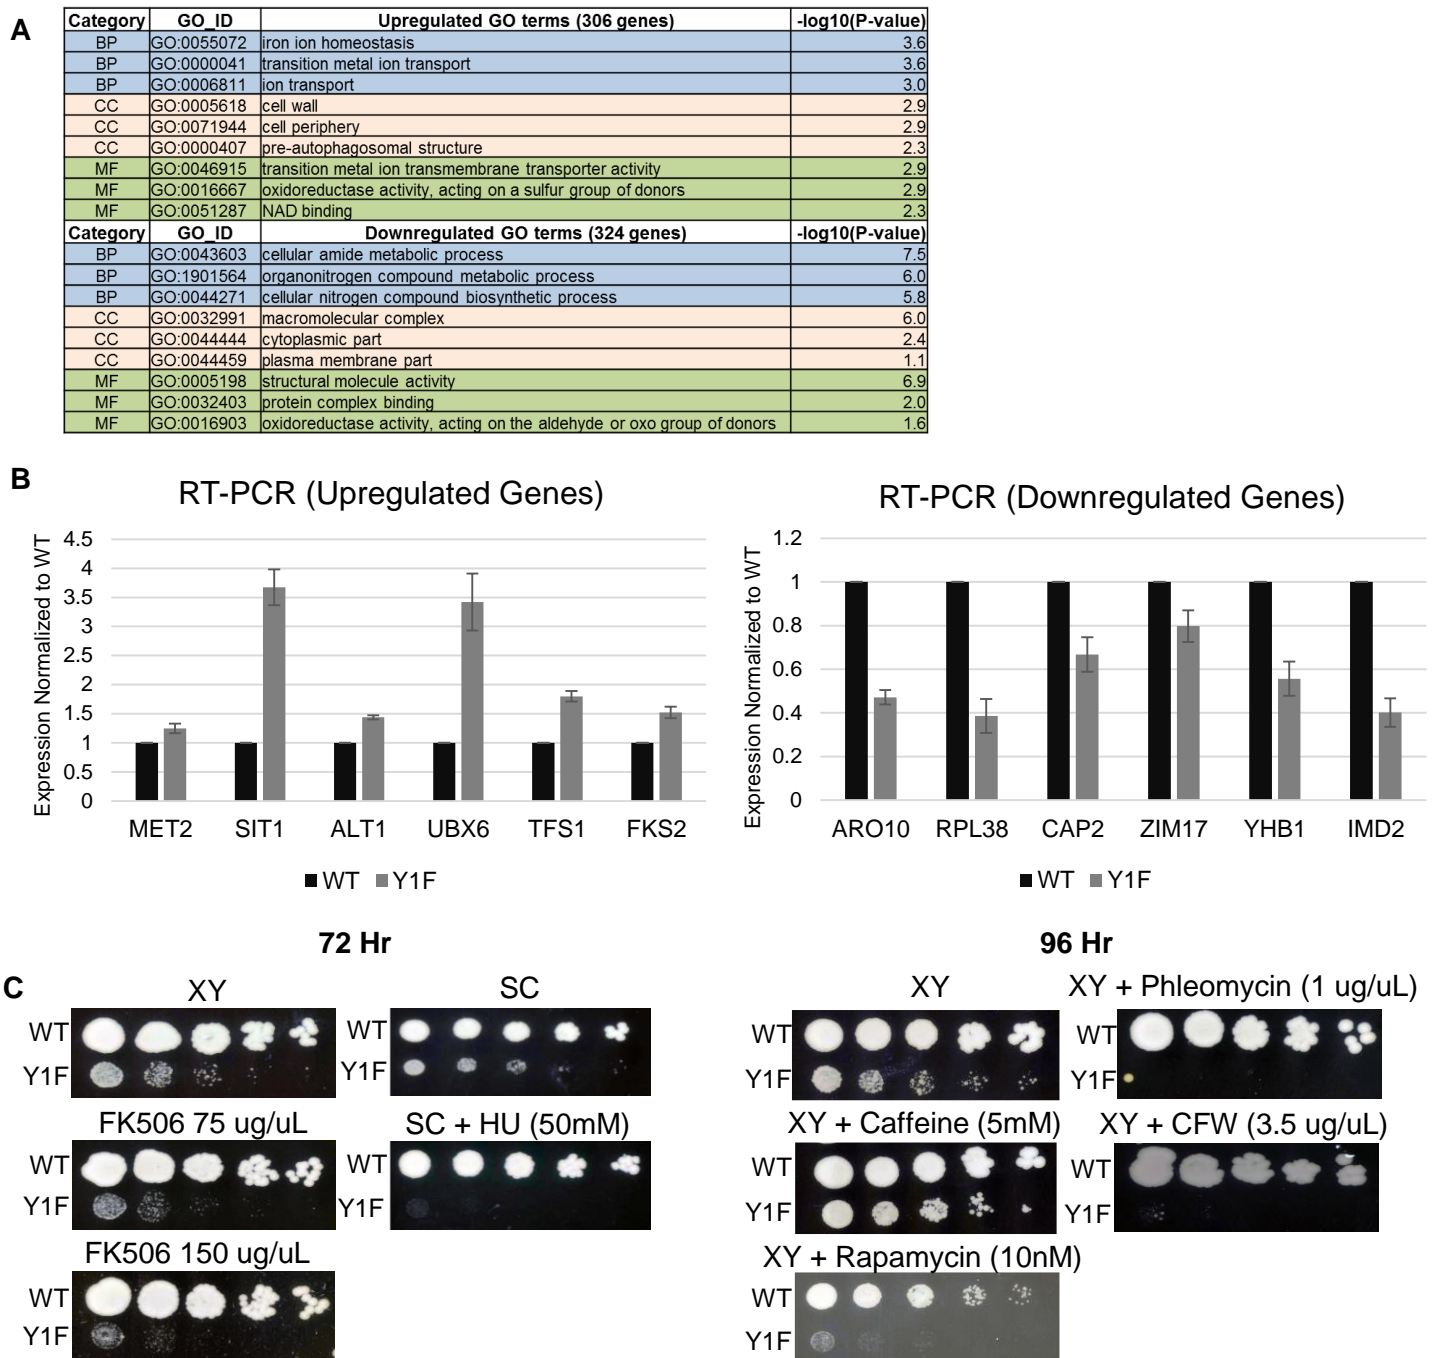 A
Category GO_ID Upregulated GO terms (306 genes) -log10(P-value)
BP GO:0055072 iron ion homeostasis 3.6
BP GO:0000041 transition metal ion transport 3.6
BP GO:0006811 ion transport 3.0
CC GO:0005618 cell wall 2.9
CC GO:0071944 cell periphery 2.9
CC GO:0000407 pre-autophagosomal structure 2.3
MF GO:0046915 transition metal ion transmembrane transporter activity 2.9
MF GO:0016667 oxidoreductase activity, acting on a sulfur group of donors 2.9
MF GO:0051287 NAD binding 2.3
Category GO_ID Downregulated GO terms (324 genes) -log10(P-value)
BP GO:0043603 cellular amide metabolic process 7.5
BP GO:1901564 organonitrogen compound metabolic process 6.0
BP GO:0044271 cellular nitrogen compound biosynthetic process 5.8
CC GO:0032991 macromolecular complex 6.0
CC GO:0044444 cytoplasmic part 2.4
CC GO:0044459 plasma membrane part 1.1
MF GO:0005198 structural molecule activity 6.9
MF GO:0032403 protein complex binding 2.0
MF GO:0016903 oxidoreductase activity, acting on the aldehyde or oxo group of donors 1.6
B
RT-PCR (Upregulated Genes)
Expression Normalized to WT
4.5
4
3.5
3
2.5
2
1.5
1
0.5
0
MET2 SIT1 ALT1 UBX6 TFS1 FKS2
WT Y1F
RT-PCR (Downregulated Genes)
Expression Normalized to WT
1.2
1
0.8
0.6
0.4
0.2
0
ARO10 RPL38 CAP2 ZIM17 YHB1 IMD2
WT Y1F
C
72 Hr
XY
WT
Y1F
SC
WT
Y1F
FK506 75 ug/uL
WT
Y1F
SC + HU (50mM)
WT
Y1F
FK506 150 ug/uL
WT
Y1F
96 Hr
XY
WT
Y1F
XY + Phleomycin (1 ug/uL)
WT
Y1F
XY + Caffeine (5mM)
WT
Y1F
XY + CFW (3.5 ug/uL)
WT
Y1F
XY + Rapamycin (10nM)
WT
Y1F